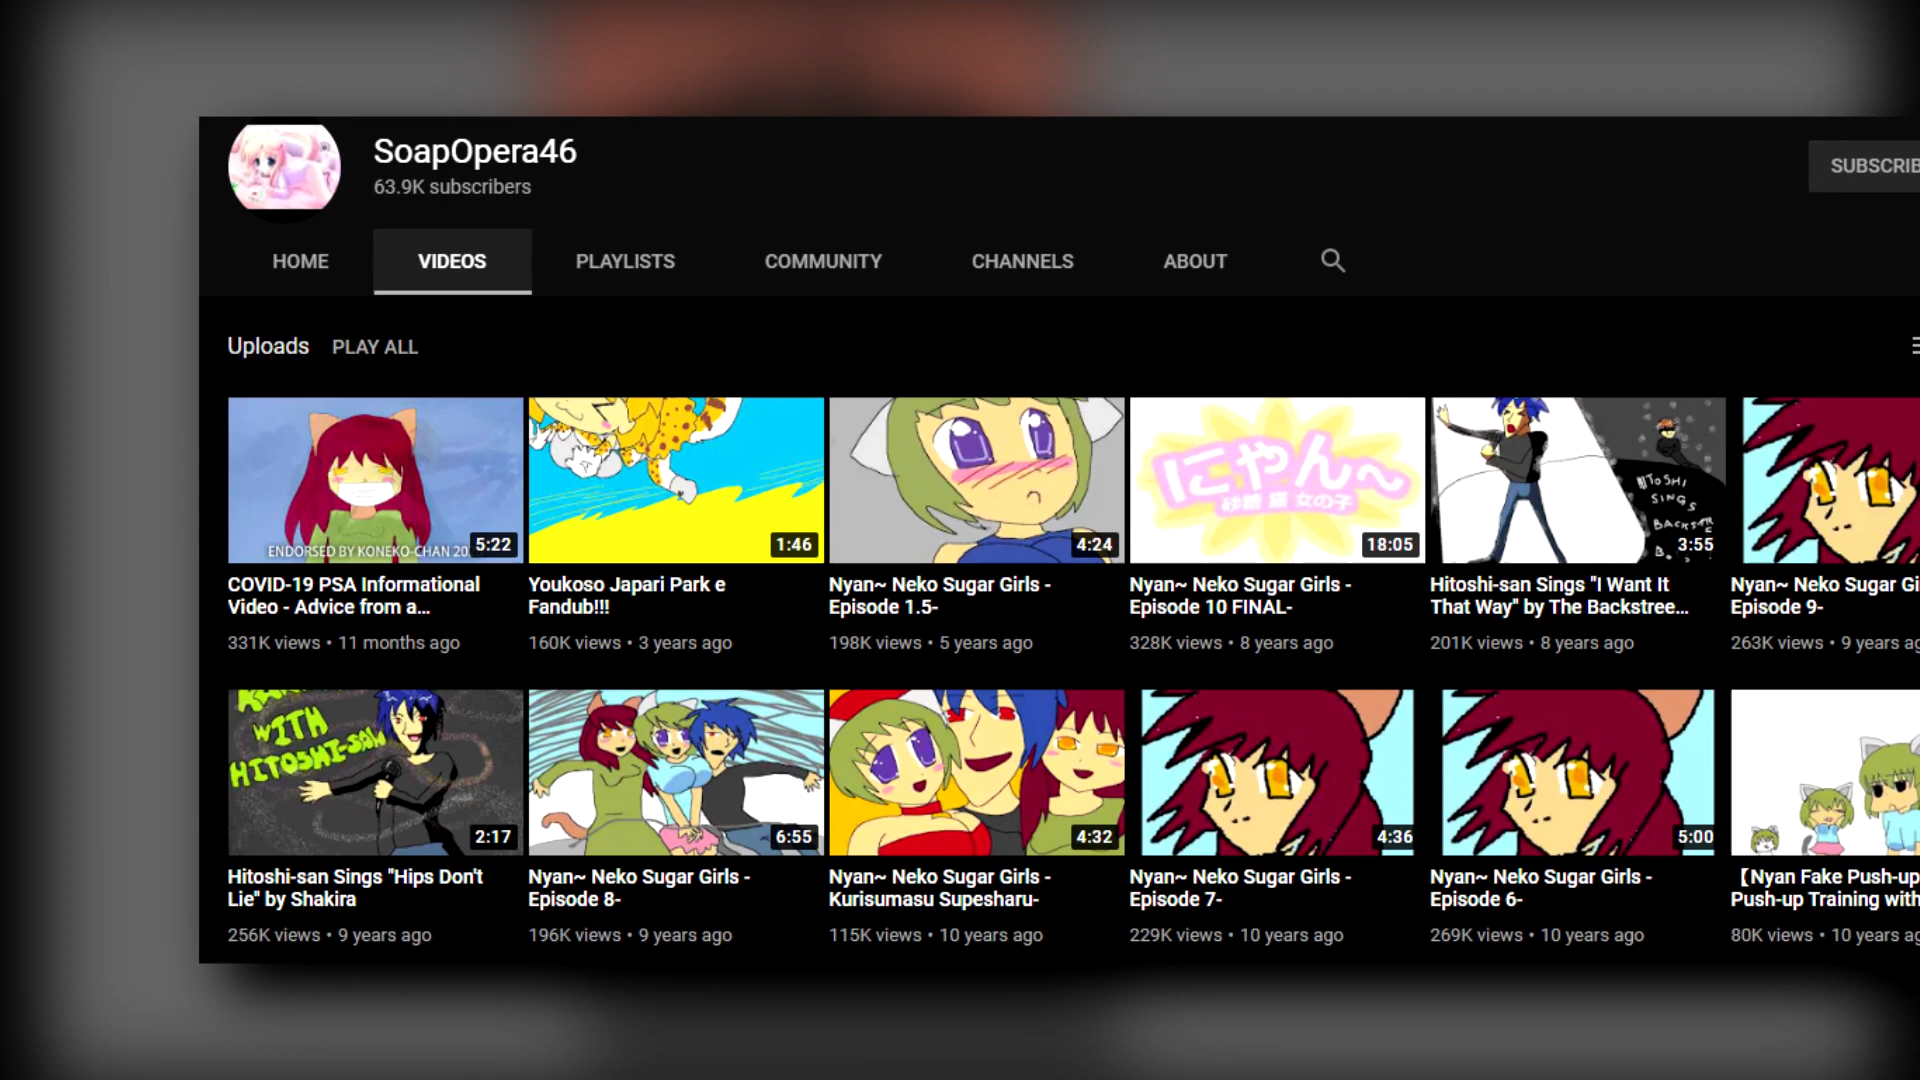 SoapOpera46
63.9K subscribers
SUBSCRIB
HOME VIDEOS PLAYLISTS COMMUNITY CHANNELS ABOUT
Uploads PLAY ALL
ENDORSED BY KONEKO-CHAN 20
5:22
1:46
4:24
にゃん～
砂糖 猫 女の子
18:05
HITOSHI
SINGS
BACKSTRE
B
3:55
COVID-19 PSA Informational
Video - Advice from a...
331K views • 11 months ago
Youkoso Japari Park e
Fandub!!!
160K views • 3 years ago
Nyan~ Neko Sugar Girls -
Episode 1.5-
198K views • 5 years ago
Nyan~ Neko Sugar Girls -
Episode 10 FINAL-
328K views • 8 years ago
Hitoshi-san Sings "I Want It
That Way" by The Backstree...
201K views • 8 years ago
Nyan~ Neko Sugar Gi
Episode 9-
263K views • 9 years ag
WITH
HITOSHI-SAN
2:17
6:55
4:32
4:36
5:00
Hitoshi-san Sings "Hips Don't
Lie" by Shakira
256K views • 9 years ago
Nyan~ Neko Sugar Girls -
Episode 8-
196K views • 9 years ago
Nyan~ Neko Sugar Girls -
Kurisumasu Supesharu-
115K views • 10 years ago
Nyan~ Neko Sugar Girls -
Episode 7-
229K views • 10 years ago
Nyan~ Neko Sugar Girls -
Episode 6-
269K views • 10 years ago
【Nyan Fake Push-up
Push-up Training with
80K views • 10 years ag